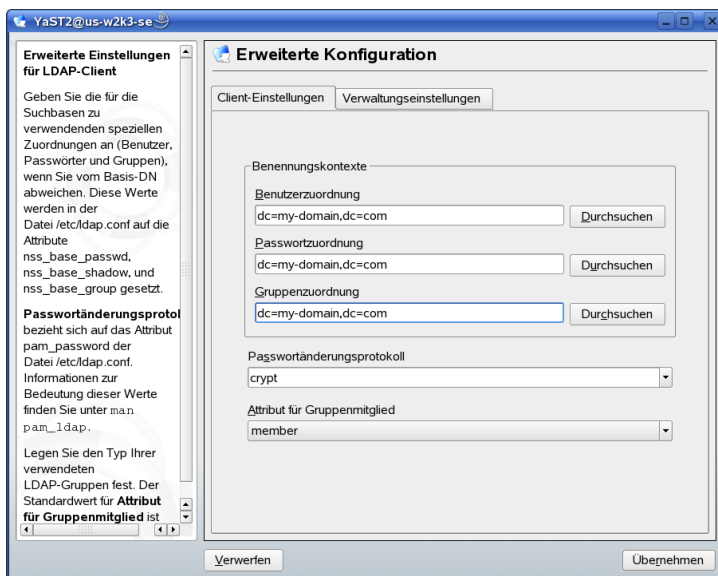 YaST2@us-w2k3-se
Erweiterte Einstellungen
für LDAP-Client
Geben Sie die für die
Suchbasen zu
verwendenden speziellen
Zuordnungen an (Benutzer,
Passwörter und Gruppen),
wenn Sie vom Basis-DN
abweichen. Diese Werte
werden in der
Datei /etc/ldap.conf auf die
Attribute
nss_base_passwd,
nss_base_shadow, und
nss_base_group gesetzt.
Passwortänderungsprotol
bezieht sich auf das Attribut
pam_password der
Datei /etc/ldap.conf.
Informationen zur
Bedeutung dieser Werte
finden Sie unter man
pam_ldap.
Legen Sie den Typ Ihrer
verwendeten
LDAP-Gruppen fest. Der
Standardwert für Attribut
für Gruppenmitglied ist
Erweiterte Konfiguration
Client-Einstellungen
Verwaltungseinstellungen
Benennungskontexte
Benutzerzuordnung
dc=my-domain,dc=com
Durchsuchen
Passwortzuordnung
dc=my-domain,dc=com
Durchsuchen
Gruppenzuordnung
dc=my-domain,dc=com
Durchsuchen
Passwortänderungsprotokoll
crypt
Attribut für Gruppenmitglied
member
Verwerfen
Übernehmen